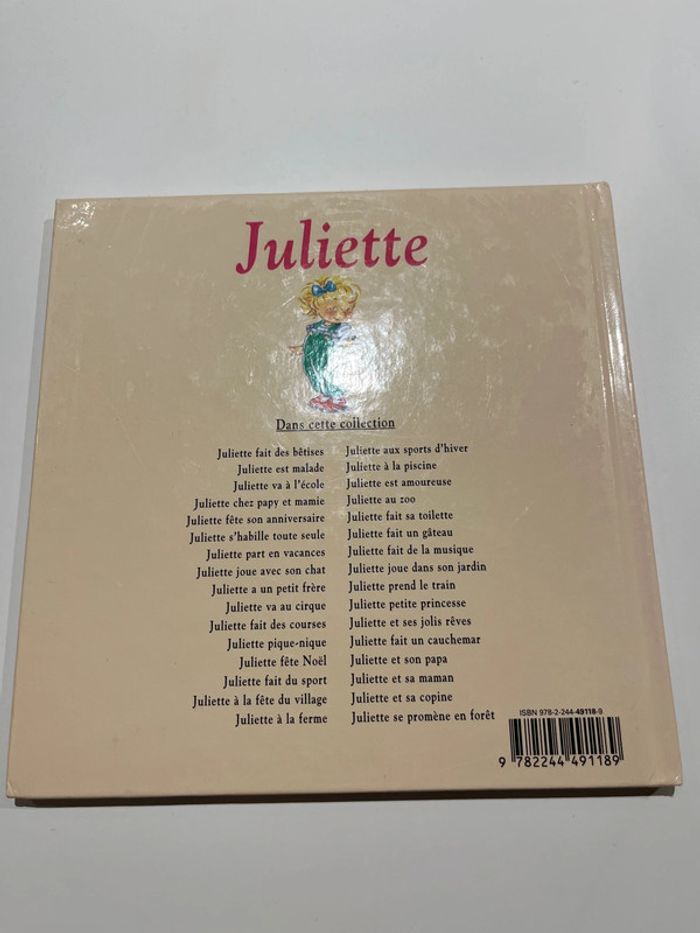 Juliette
Dans cette collection
Juliette fait des bêtises
Juliette est malade
Juliette va à l'école
Juliette chez papy et mamie
Juliette fête son anniversaire
Juliette s'habille toute seule
Juliette part en vacances
Juliette joue avec son chat
Juliette a un petit frère
Juliette va au cirque
Juliette fait des courses
Juliette pique-nique
Juliette fête Noël
Juliette fait du sport
Juliette à la fête du village
Juliette à la ferme
Juliette aux sports d'hiver
Juliette à la piscine
Juliette est amoureuse
Juliette au zoo
Juliette fait sa toilette
Juliette fait un gâteau
Juliette fait de la musique
Juliette joue dans son jardin
Juliette prend le train
Juliette petite princesse
Juliette et ses jolis rêves
Juliette fait un cauchemar
Juliette et son papa
Juliette et sa maman
Juliette et sa copine
Juliette se promène en forêt
ISBN 978-2-244-49118-9
9 782244 491189